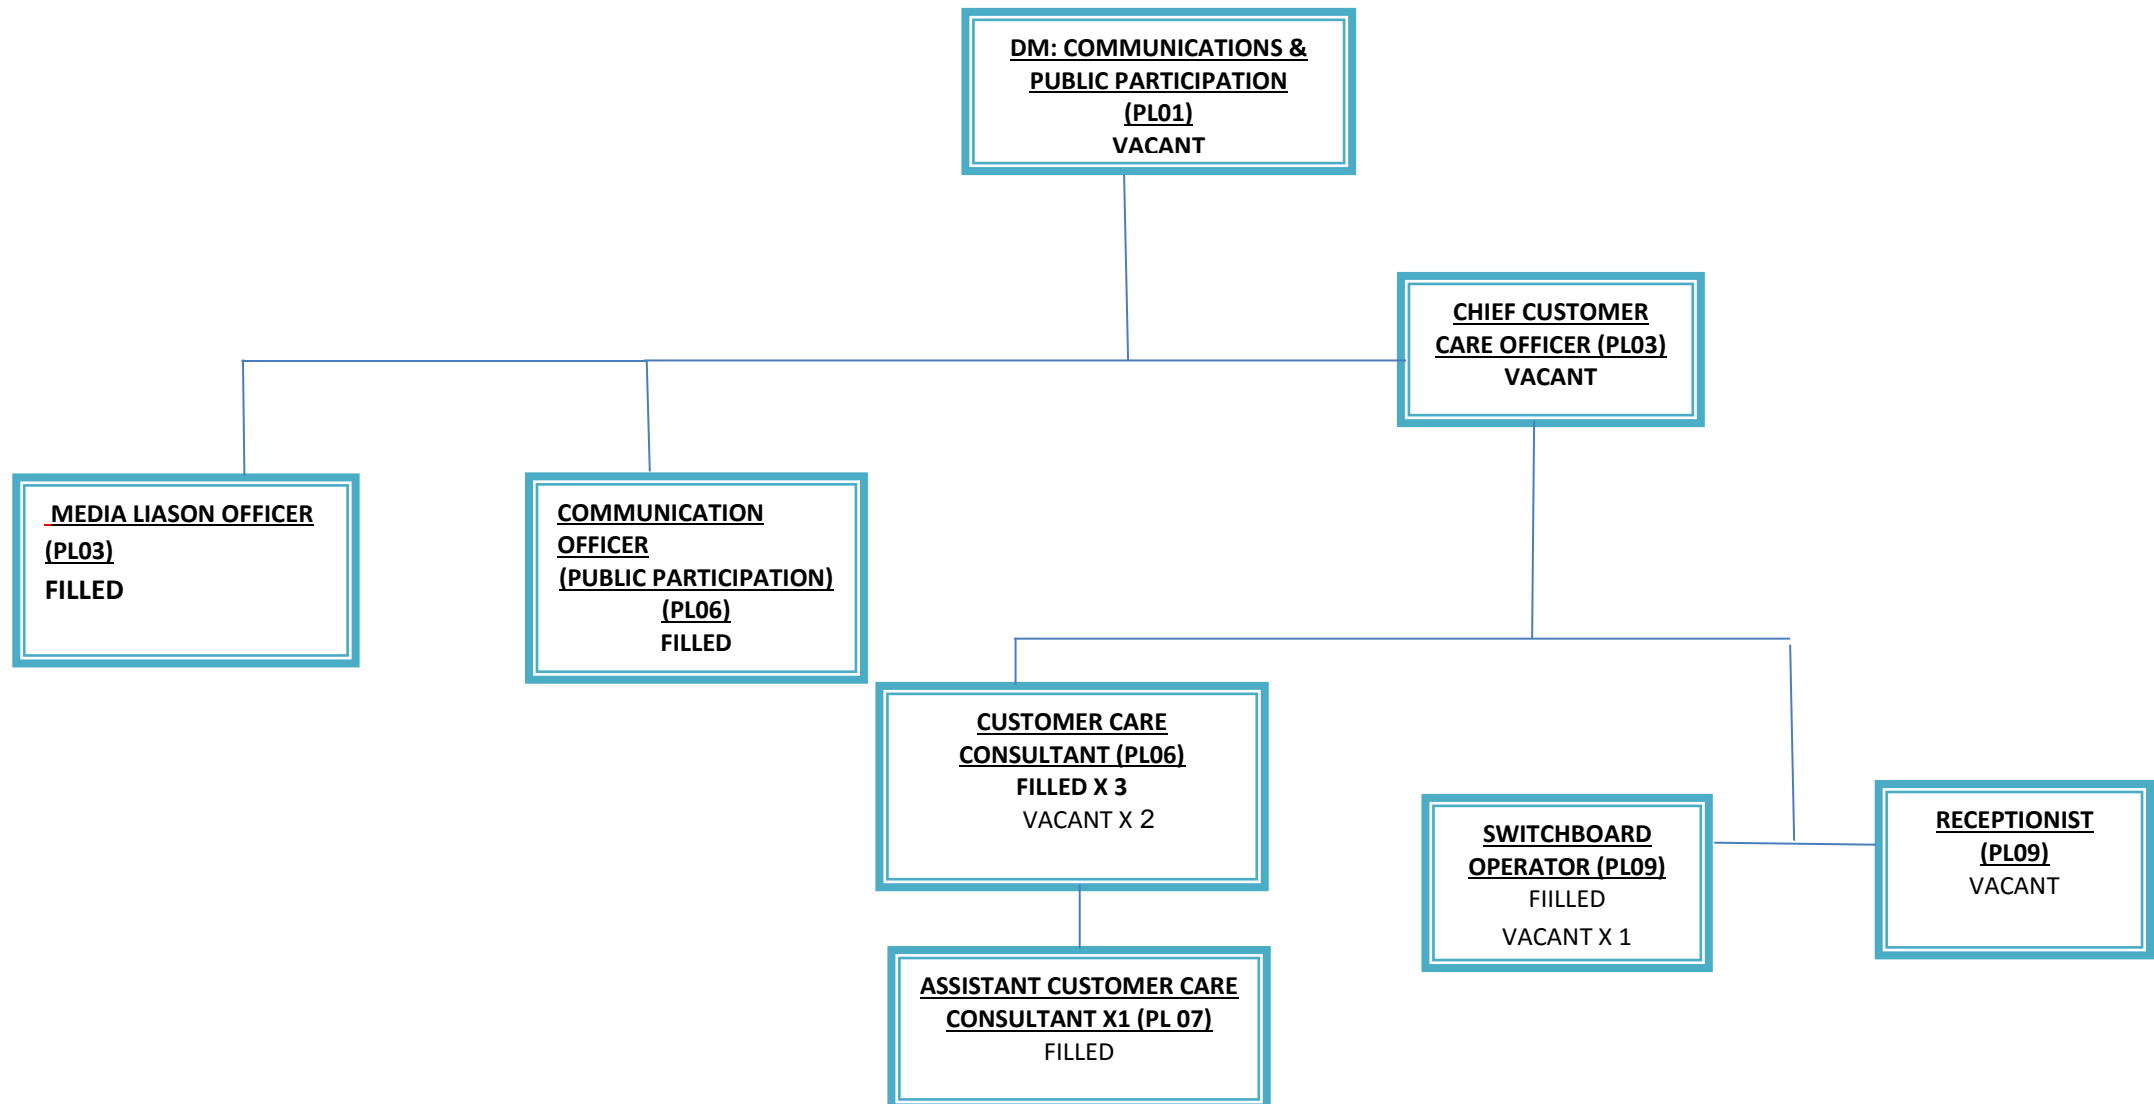 DM: COMMUNICATIONS &
PUBLIC PARTICIPATION
(PL01)
VACANT
CHIEF CUSTOMER
CARE OFFICER (PL03)
VACANT
MEDIA LIASON OFFICER
(PL03)
FILLED
COMMUNICATION
OFFICER
(PUBLIC PARTICIPATION)
(PL06)
FILLED
CUSTOMER CARE
CONSULTANT (PL06)
FILLED X 3
VACANT X 2
SWITCHBOARD
OPERATOR (PL09)
FIILLED
VACANT X 1
RECEPTIONIST
(PL09)
VACANT
ASSISTANT CUSTOMER CARE
CONSULTANT X1 (PL 07)
FILLED